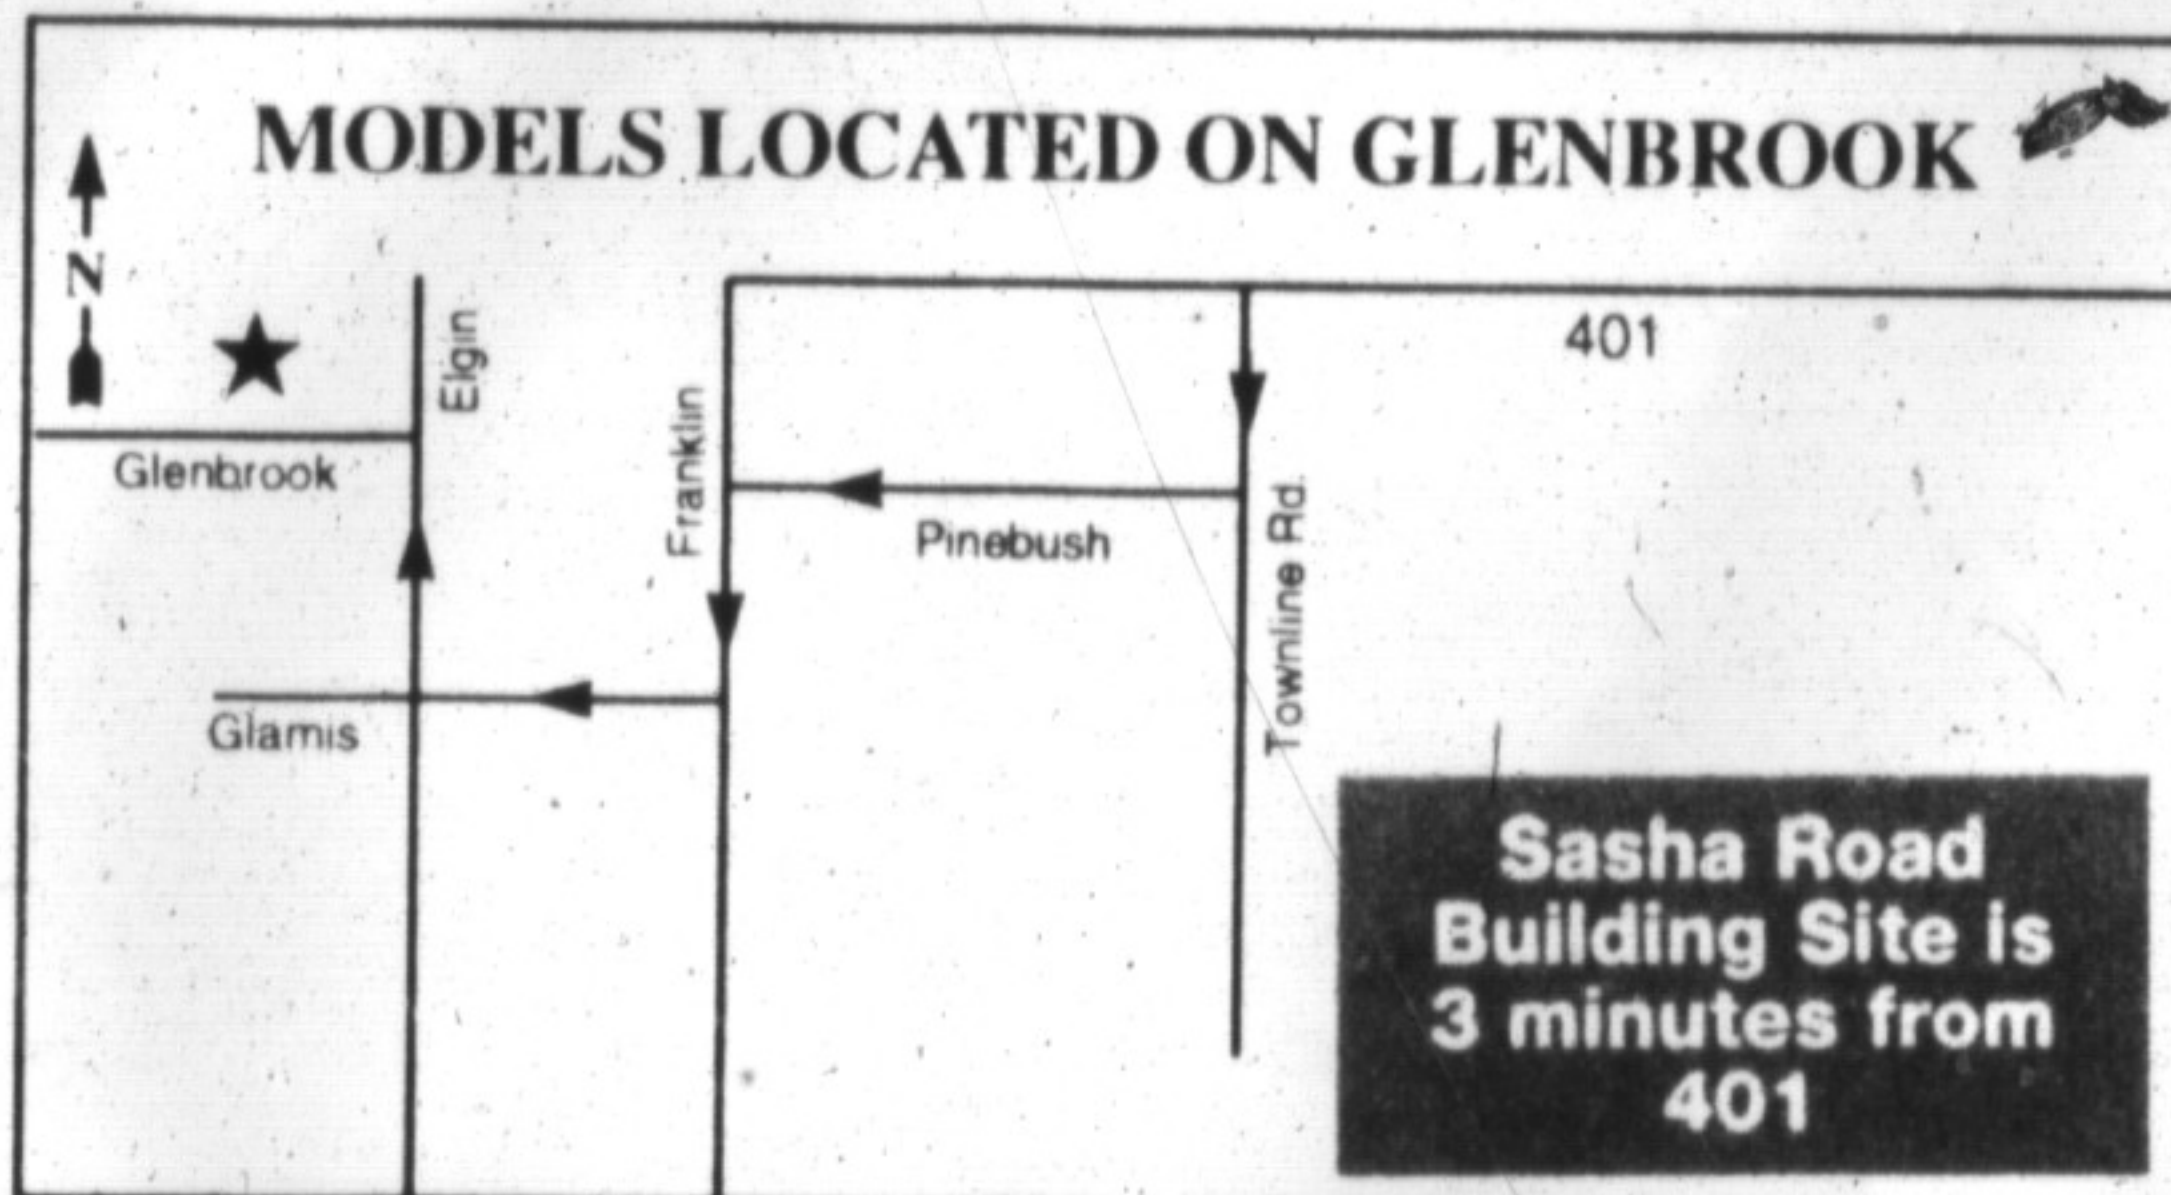 MODELS LOCATED ON GLENBROOK
N
Elgin
401
Glenbrook
Franklin
Pinebush
Townline Rd.
Glamis
Sasha Road
Building Site is
3 minutes from
401